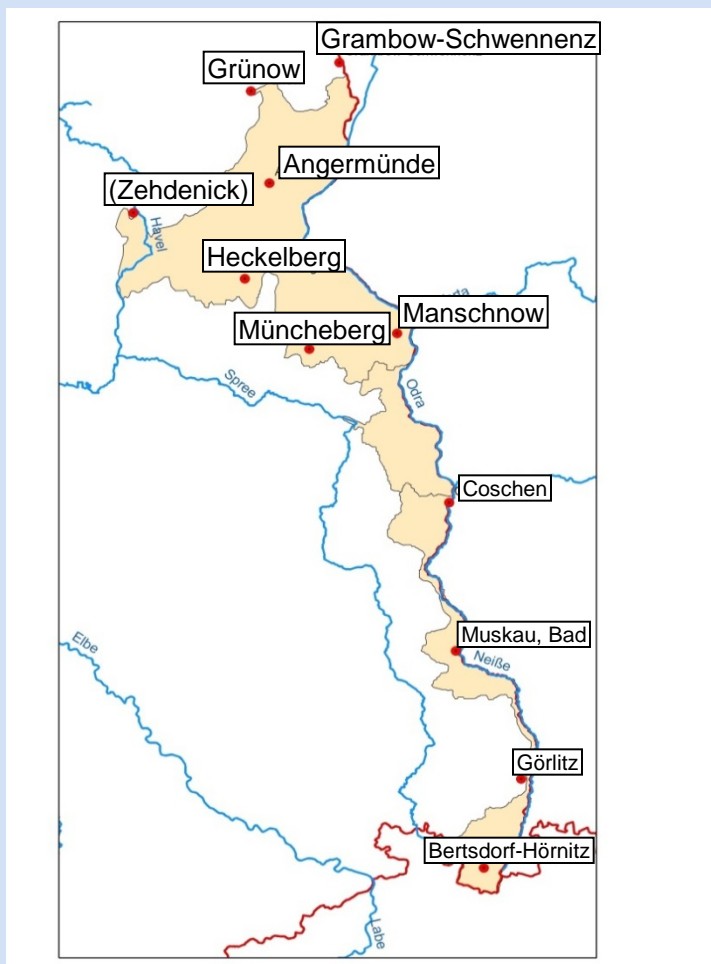 Grambow-Schwennenz
Grünow
Angermünde
(Zehdenick)
Havel
Heckelberg
Manschnow
Müncheberg
Spree
Odra
Coschen
Muskau, Bad
Neiße
Elbe
Görlitz
Bertsdorf-Hörnitz
Labe